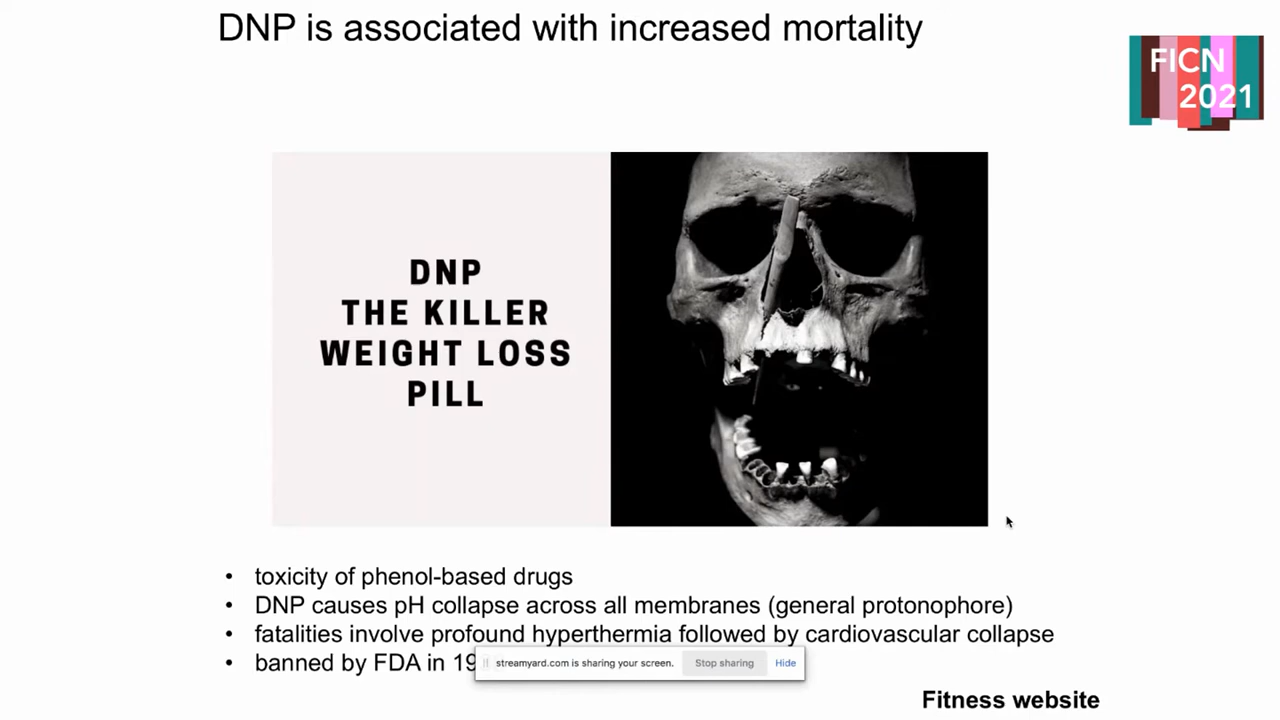 DNP is associated with increased mortality
FICN
2021
DNP
THE KILLER
WEIGHT LOSS
PILL
• toxicity of phenol-based drugs
• DNP causes pH collapse across all membranes (general protonophore)
• fatalities involve profound hyperthermia followed by cardiovascular collapse
• banned by FDA in 19
streamyard.com is sharing your screen. Stop sharing Hide
Fitness website